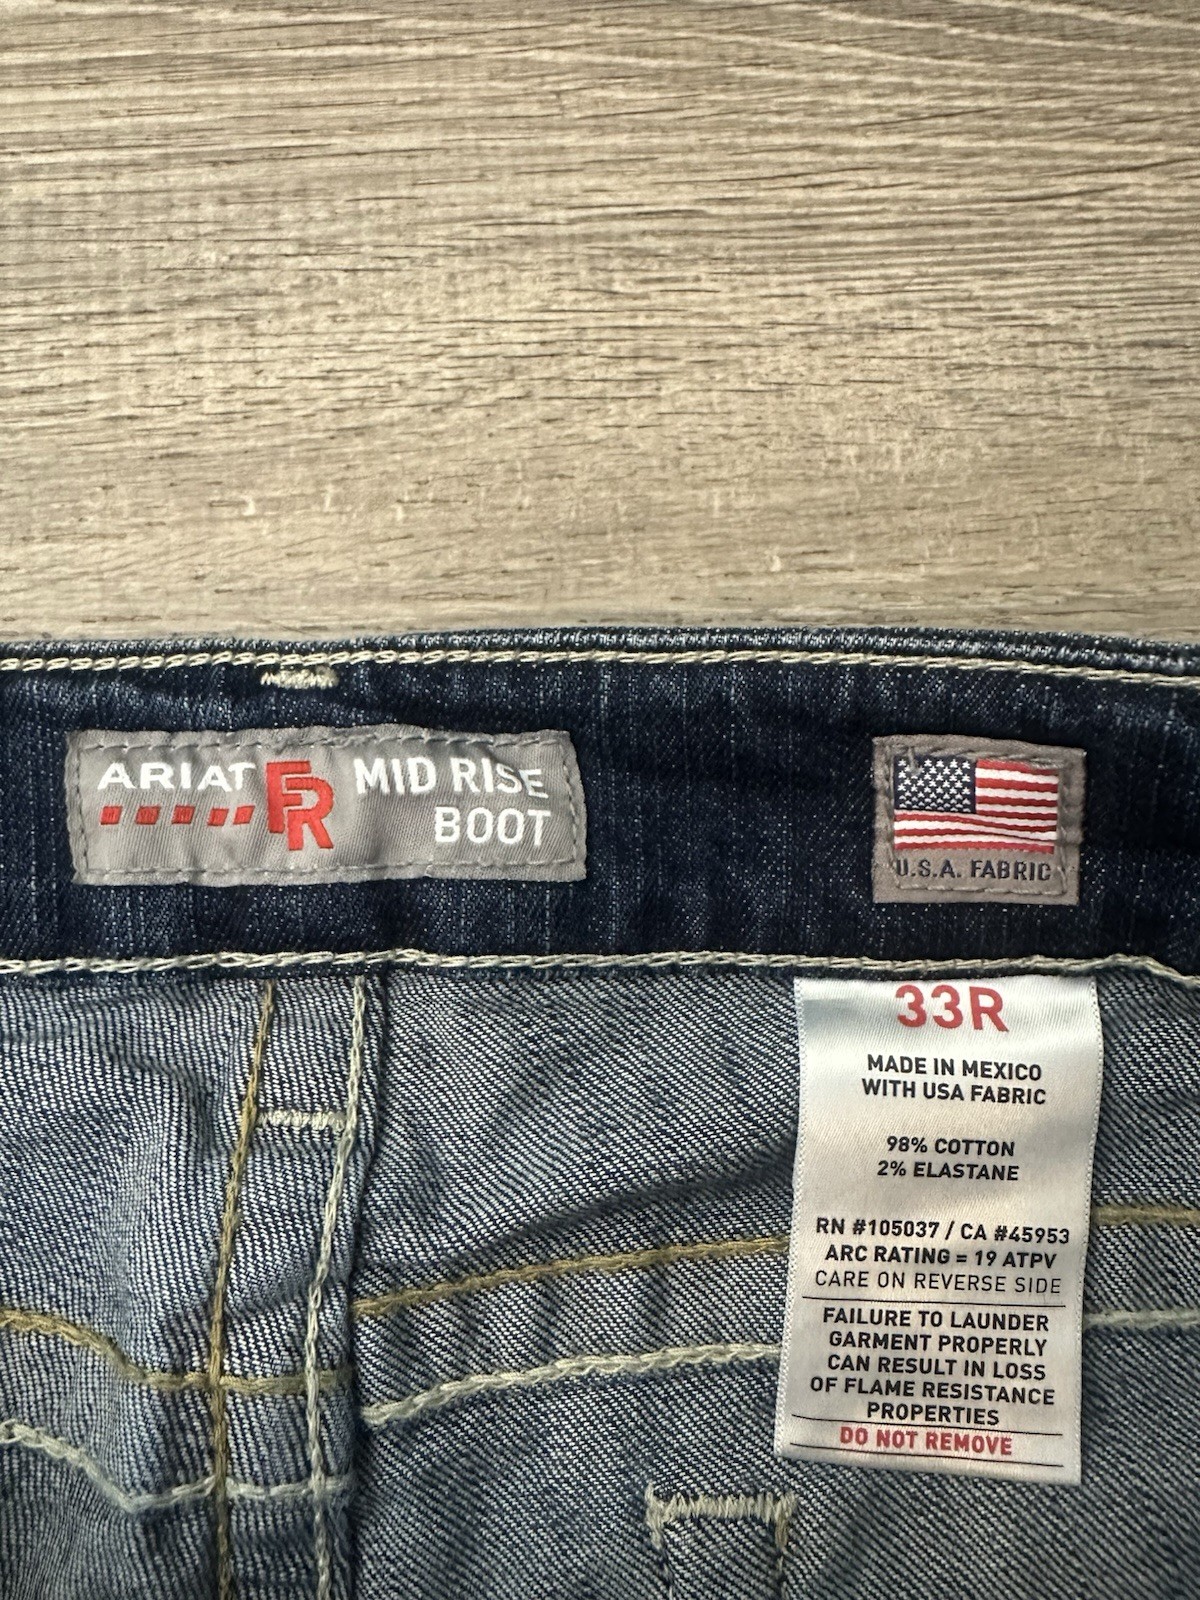 ARIAT FR MID RISE
BOOT
U.S.A. FABRIC
33R
MADE IN MEXICO
WITH USA FABRIC
98% COTTON
2% ELASTANE
RN #105037 / CA #45953
ARC RATING = 19 ATPV
CARE ON REVERSE SIDE
FAILURE TO LAUNDER
GARMENT PROPERLY
CAN RESULT IN LOSS
OF FLAME RESISTANCE
PROPERTIES
DO NOT REMOVE